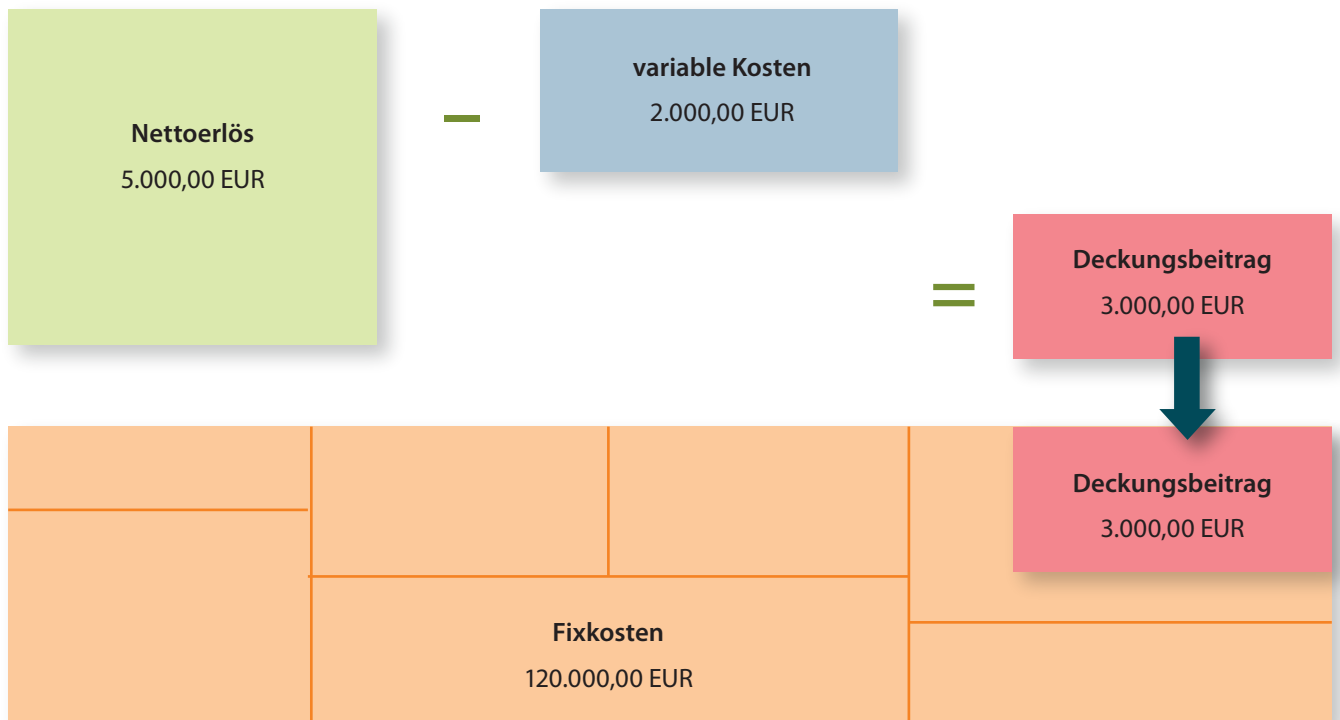 Nettoerlös
5.000,00 EUR
variable Kosten
2.000,00 EUR
Deckungsbeitrag
3.000,00 EUR
Deckungsbeitrag
3.000,00 EUR
Fixkosten
120.000,00 EUR